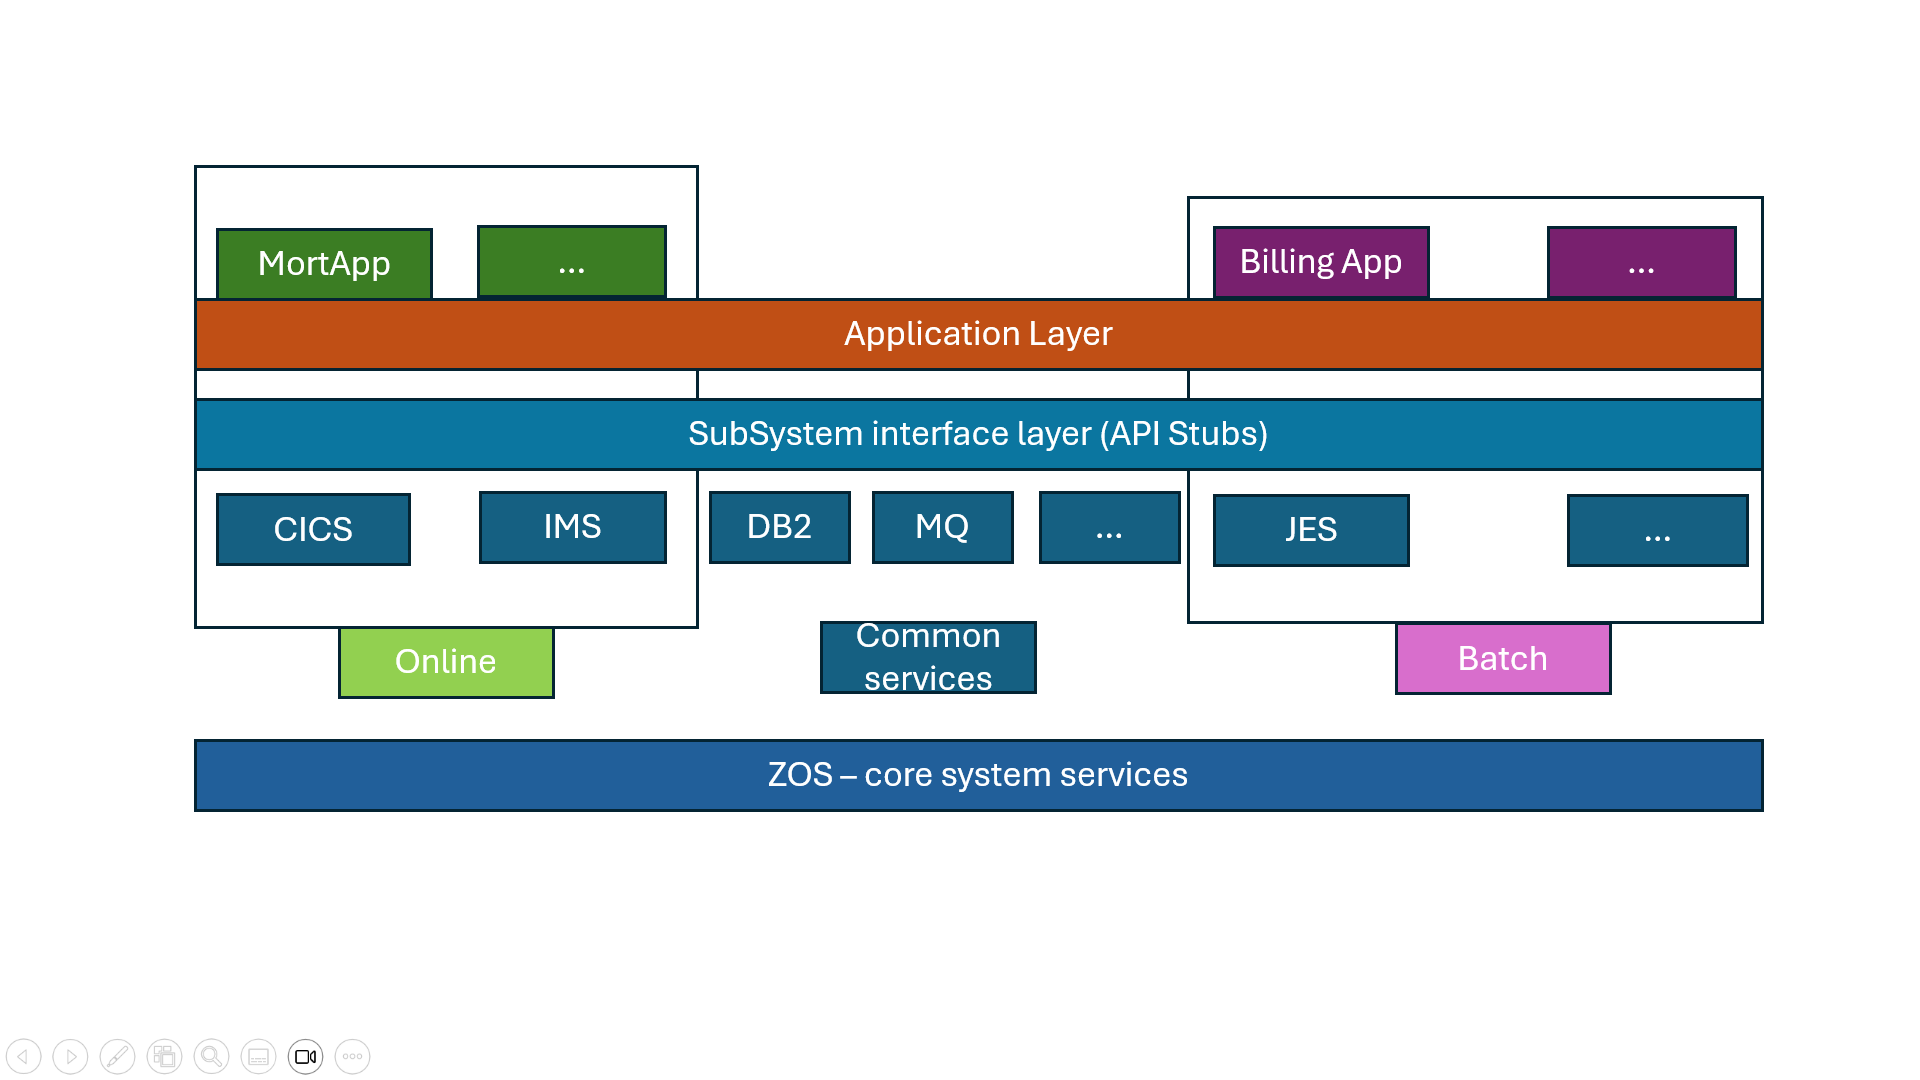 MortApp
...
Billing App
...
Application Layer
SubSystem interface layer (API Stubs)
CICS
IMS
DB2
MQ
...
JES
...
Online
Common
services
Batch
ZOS – core system services